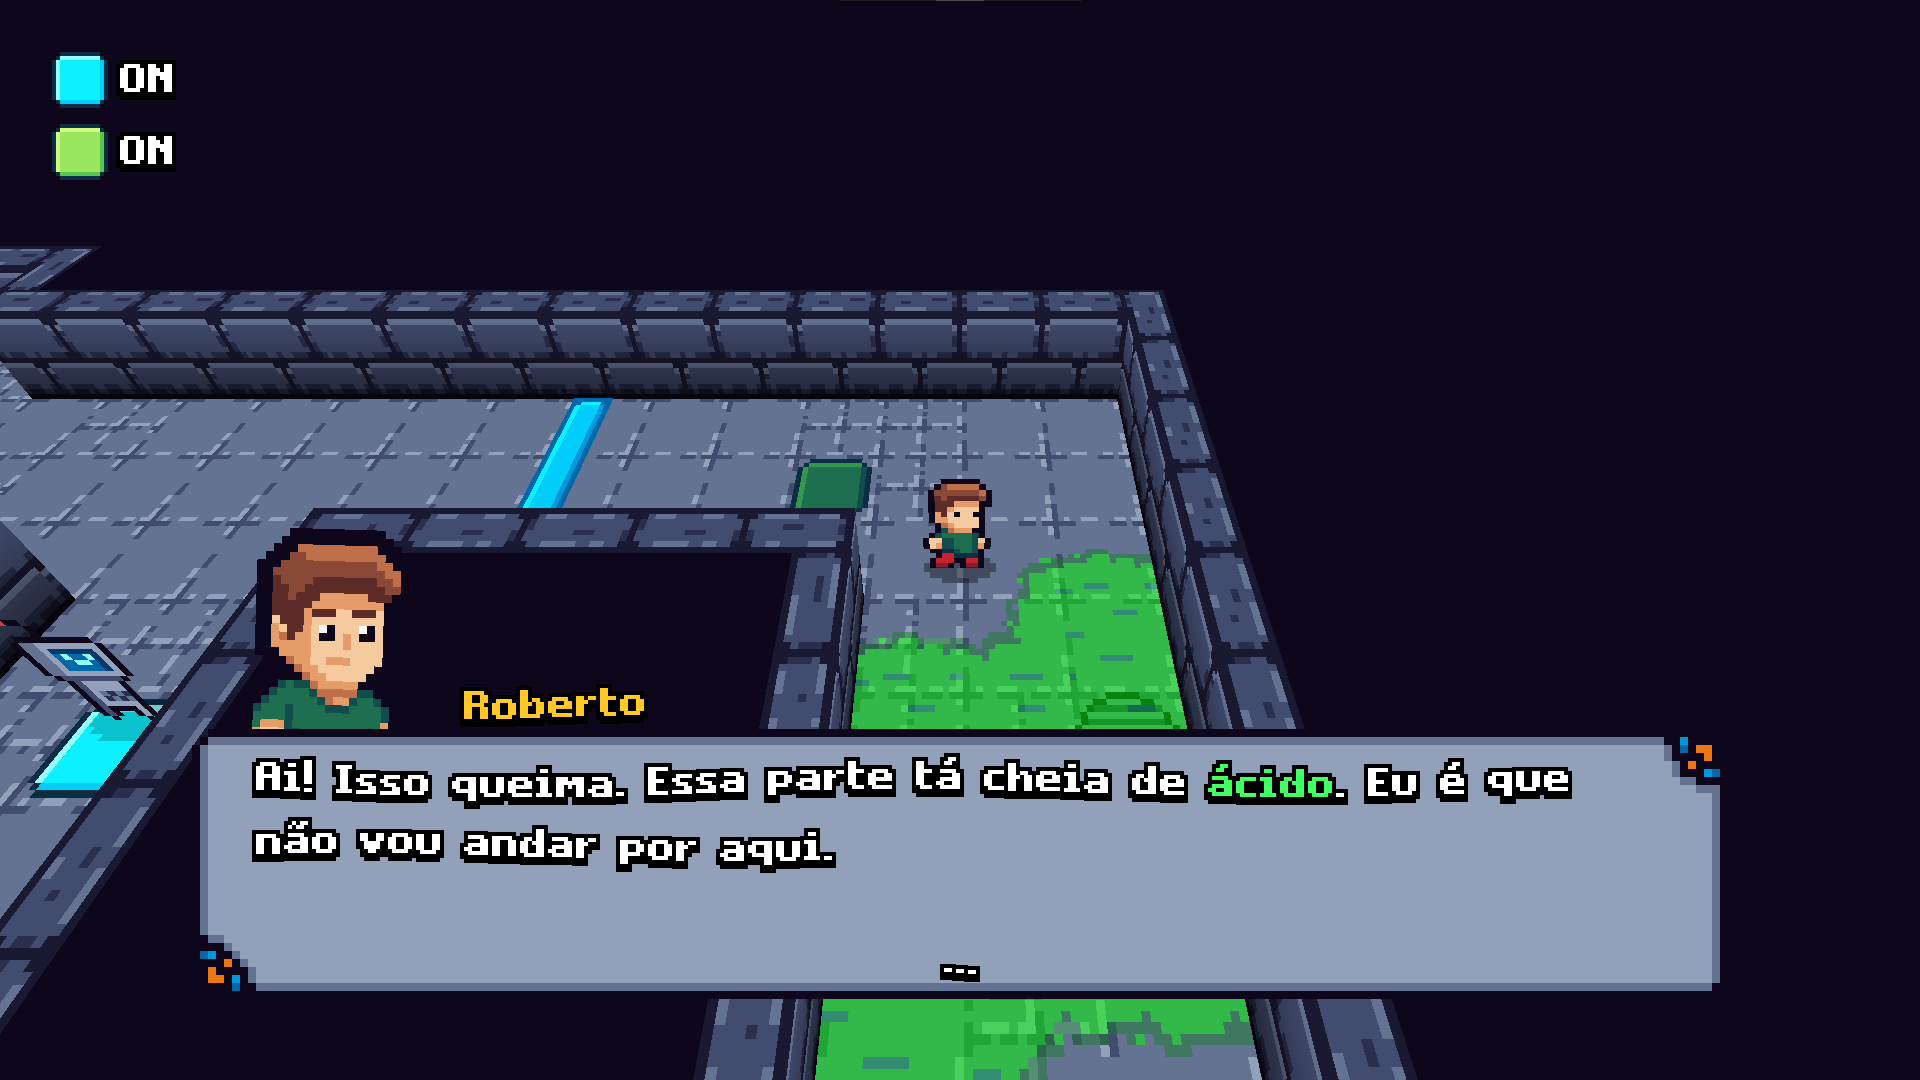 ON
ON
Roberto
Ai! Isso queima. Essa parte tá cheia de ácido. Eu é que
não vou andar por aqui.
---